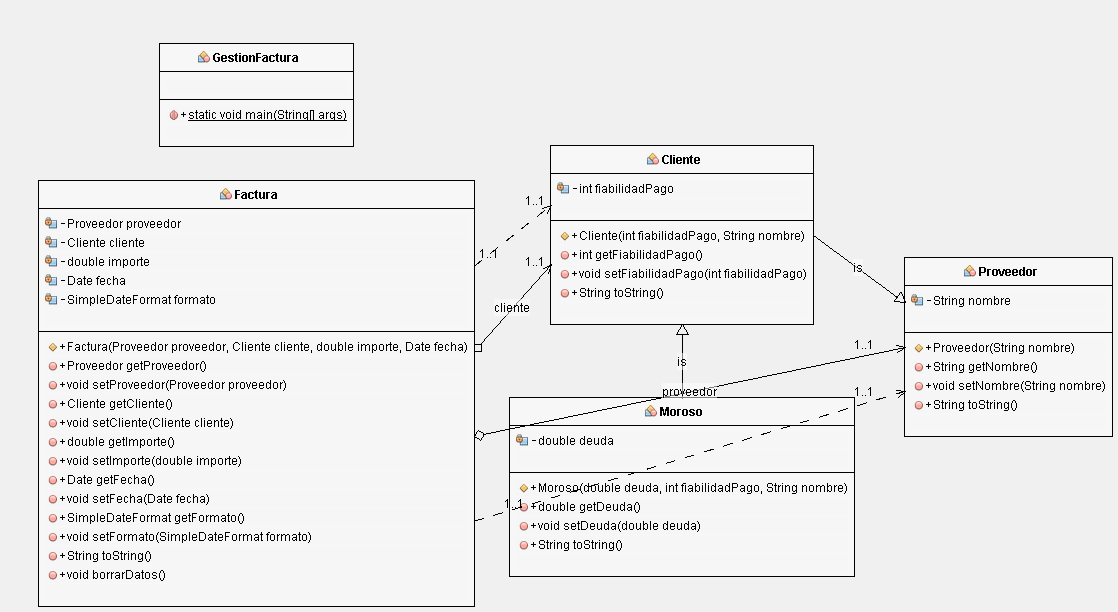 GestionFactura
+static void main(String[] args)
Factura
-Proveedor proveedor
-Cliente cliente
-double importe
-Date fecha
-SimpleDateFormat formato
+Factura(Proveedor proveedor, Cliente cliente, double importe, Date fecha)
+Proveedor getProveedor()
+void setProveedor(Proveedor proveedor)
+Cliente getCliente()
+void setCliente(Cliente cliente)
+double getImporte()
+void setImporte(double importe)
+Date getFecha()
+void setFecha(Date fecha)
+SimpleDateFormat getFormato()
+void setFormato(SimpleDateFormat formato)
+String toString()
+void borrarDatos()
1..1
1..1
1..1
cliente
Cliente
-int fiabilidadPago
+Cliente(int fiabilidadPago, String nombre)
+int getFiabilidadPago()
+void setFiabilidadPago(int fiabilidadPago)
+String toString()
is
is
proveedor
1..1
1..1
1..1
Moroso
-double deuda
+Moroso(double deuda, int fiabilidadPago, String nombre)
+double getDeuda()
+void setDeuda(double deuda)
+String toString()
Proveedor
-String nombre
+Proveedor(String nombre)
+String getNombre()
+void setNombre(String nombre)
+String toString()